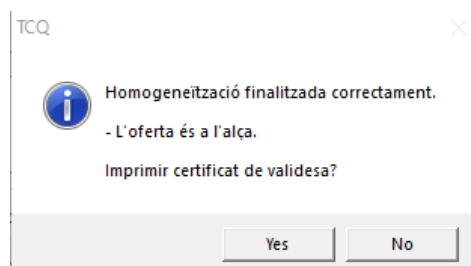 TCQ
Homogeneïtzació finalitzada correctament.
- L'oferta és a l'alça.
Imprimir certificat de validesa?
Yes
No